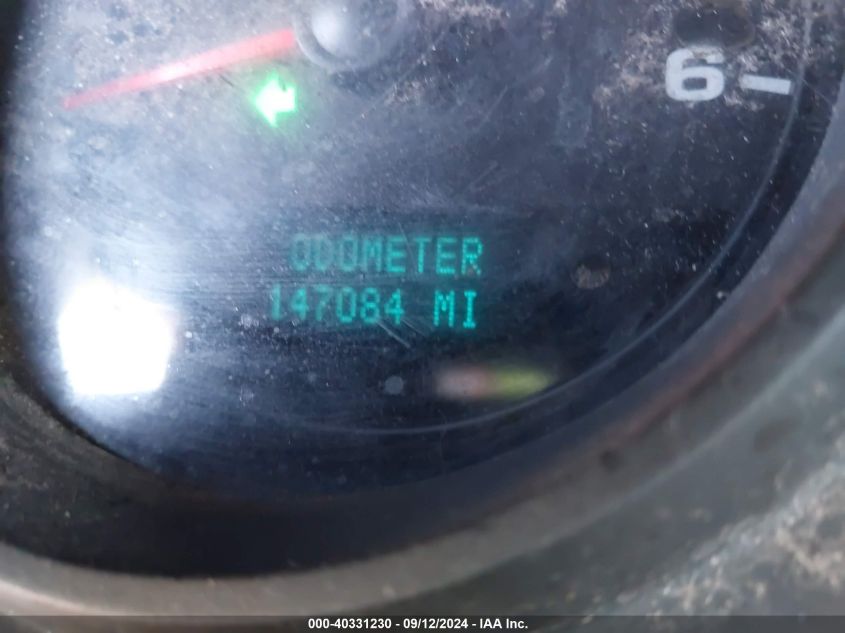 6
ODOMETER
147084 MI
000-40331230 - 09/12/2024 - IAA Inc.